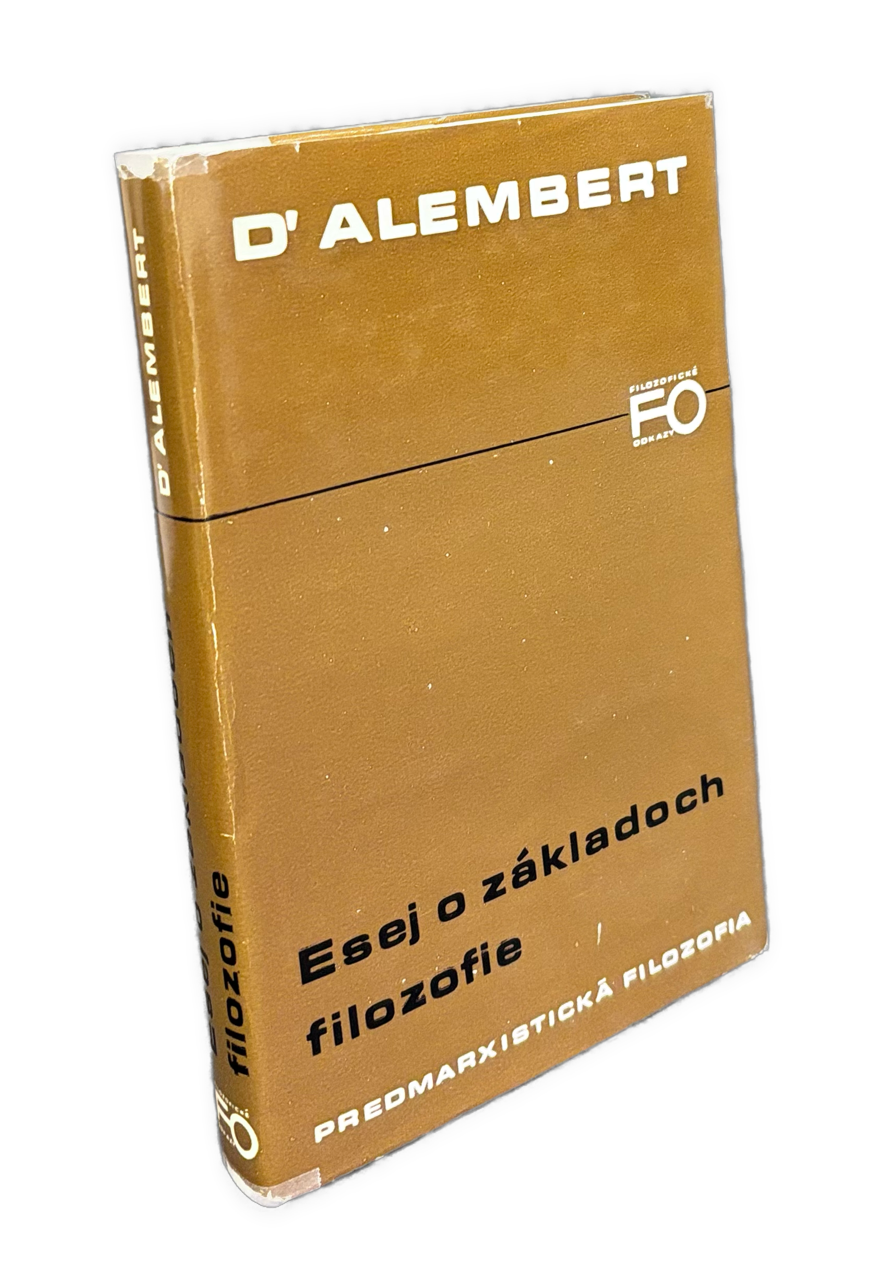 D' ALEMBERT
FILOZOFICKÉ
FO
ODKAZY
Esej o základoch
filozofie
PREDMARXISTICKÁ FILOZOFIA
D' ALEMBERT
Esej o základoch
filozofie
FO